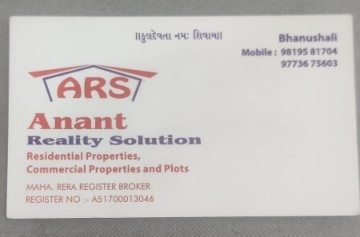 ॥કુળદેવતા નમઃ શિવાય॥
Bhanushali
Mobile : 98195 81704
97736 75603
ARS
Anant
Reality Solution
Residential Properties,
Commercial Properties and Plots
MAHA. RERA REGISTER BROKER
REGISTER NO :- A51700013046